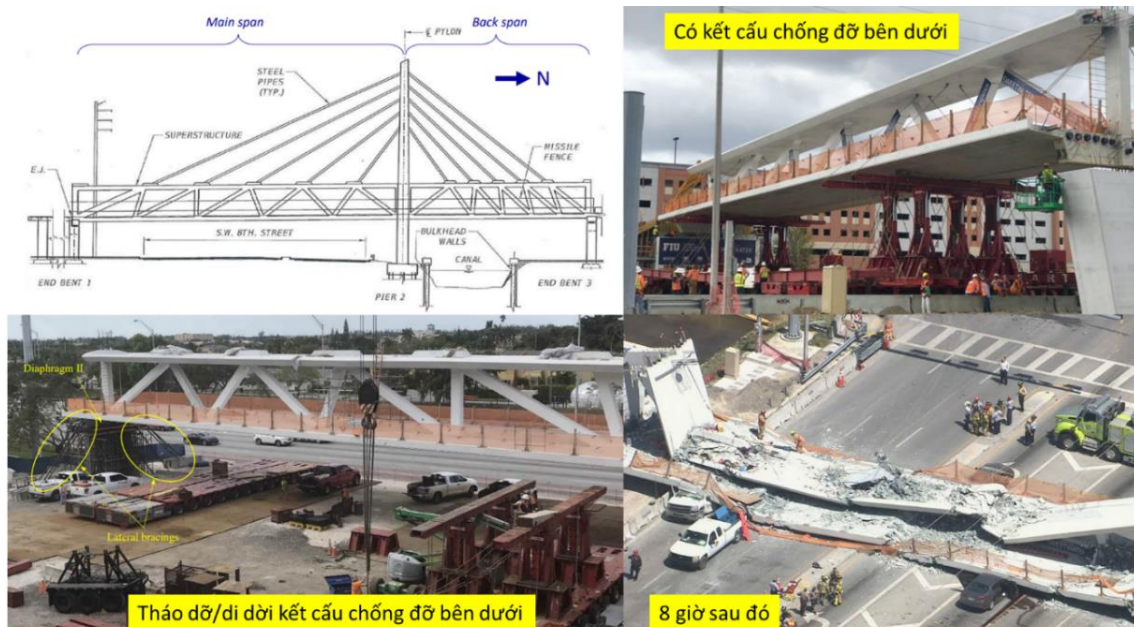 Main span
Back span
℄ PYLON
N
STEEL
PIPES
(TYP.)
SUPERSTRUCTURE
MISSILE
FENCE
E.J.
S.W. 8TH. STREET
BULKHEAD
WALLS
CANAL
END BENT 1
PIER 2
END BENT 3
Có kết cấu chống đỡ bên dưới
FIU
Diaphragm II
Lateral bracings
Tháo dỡ/di dời kết cấu chống đỡ bên dưới
8 giờ sau đó